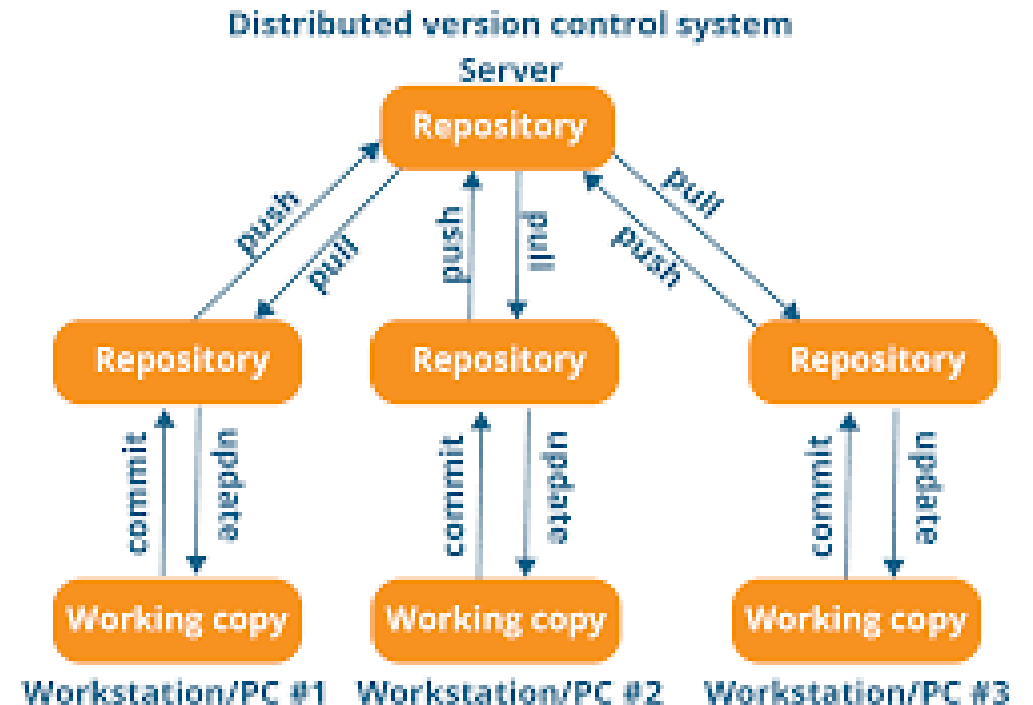 Distributed version control system
Server
Repository
push
pull
push
pull
push
pull
Repository
Repository
Repository
commit
update
commit
update
commit
update
Working copy
Working copy
Working copy
Workstation/PC #1
Workstation/PC #2
Workstation/PC #3